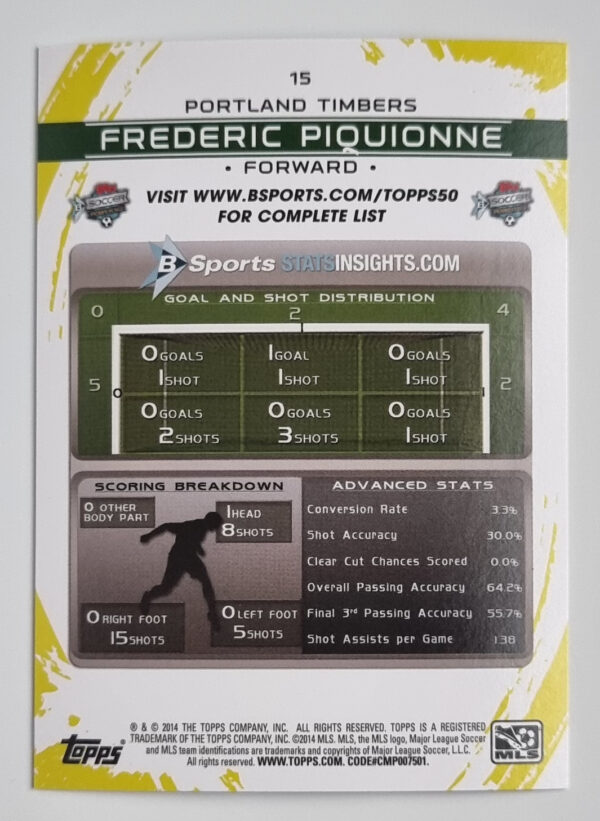 15
PORTLAND TIMBERS
FREDERIC PIQUIONNE
• FORWARD •
VISIT WWW.BSPORTS.COM/TOPPS50
FOR COMPLETE LIST
SOCCER
SOCCER
B Sports STATSINSIGHTS.COM
GOAL AND SHOT DISTRIBUTION
0 2 4
0 GOALS 1 GOAL 0 GOALS
1 SHOT 1 SHOT 1 SHOT
5 0 1 2
0 GOALS 0 GOALS 0 GOALS
2 SHOTS 3 SHOTS 1 SHOT
SCORING BREAKDOWN
0 OTHER
BODY PART
1 HEAD
8 SHOTS
0 RIGHT FOOT
15 SHOTS
0 LEFT FOOT
5 SHOTS
ADVANCED STATS
Conversion Rate 3.3%
Shot Accuracy 30.0%
Clear Cut Chances Scored 0.0%
Overall Passing Accuracy 64.2%
Final 3rd Passing Accuracy 55.7%
Shot Assists per Game 1.38
® & © 2014 THE TOPPS COMPANY, INC. ALL RIGHTS RESERVED. TOPPS IS A REGISTERED
TRADEMARK OF THE TOPPS COMPANY, INC. ©2014 MLS. MLS, the MLS logo, Major League Soccer
and MLS team identifications are trademarks and copyrights of Major League Soccer, L.L.C.
All rights reserved. WWW.TOPPS.COM. CODE#CMP007501.
Topps
MLS